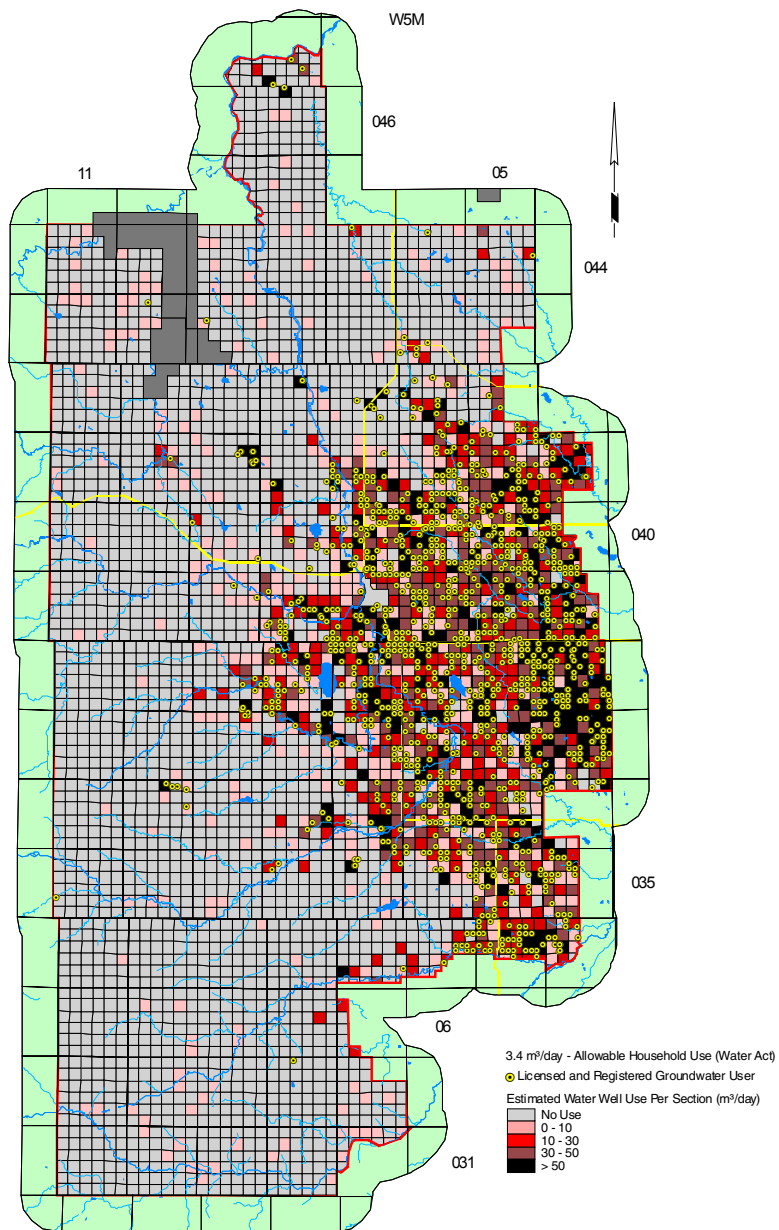 W5M
046
11
05
044
040
035
06
3.4 m³/day - Allowable Household Use (Water Act)
Licensed and Registered Groundwater User
Estimated Water Well Use Per Section (m³/day)
No Use
0 - 10
10 - 30
30 - 50
> 50
031